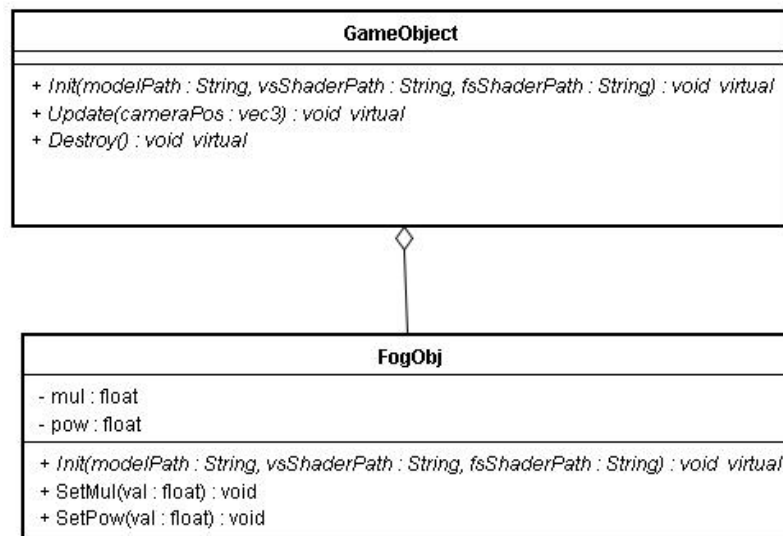 GameObject
+ Init(modelPath : String, vsShaderPath : String, fsShaderPath : String) : void virtual
+ Update(cameraPos : vec3) : void virtual
+ Destroy() : void virtual
FogObj
- mul : float
- pow : float
+ Init(modelPath : String, vsShaderPath : String, fsShaderPath : String) : void virtual
+ SetMul(val : float) : void
+ SetPow(val : float) : void